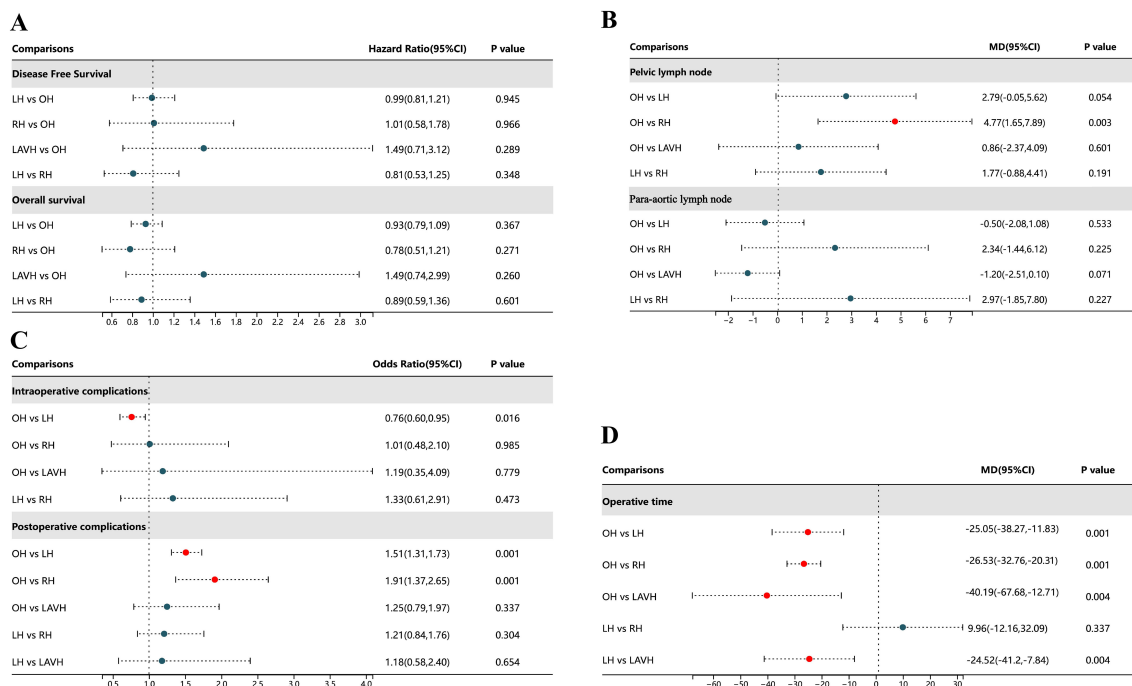 A
Comparisons Hazard Ratio(95%CI) P value
Disease Free Survival
LH vs OH 0.99(0.81,1.21) 0.945
RH vs OH 1.01(0.58,1.78) 0.966
LAVH vs OH 1.49(0.71,3.12) 0.289
LH vs RH 0.81(0.53,1.25) 0.348
Overall survival
LH vs OH 0.93(0.79,1.09) 0.367
RH vs OH 0.78(0.51,1.21) 0.271
LAVH vs OH 1.49(0.74,2.99) 0.260
LH vs RH 0.89(0.59,1.36) 0.601
0.6 0.8 1.0 1.2 1.4 1.6 1.8 2.0 2.2 2.4 2.6 2.8 3.0
B
Comparisons MD(95%CI) P value
Pelvic lymph node
OH vs LH 2.79(-0.05,5.62) 0.054
OH vs RH 4.77(1.65,7.89) 0.003
OH vs LAVH 0.86(-2.37,4.09) 0.601
LH vs RH 1.77(-0.88,4.41) 0.191
Para-aortic lymph node
OH vs LH -0.50(-2.08,1.08) 0.533
OH vs RH 2.34(-1.44,6.12) 0.225
OH vs LAVH -1.20(-2.51,0.10) 0.071
LH vs RH 2.97(-1.85,7.80) 0.227
−2 −1 0 1 2 3 4 5 6 7
C
Comparisons Odds Ratio(95%CI) P value
Intraoperative complications
OH vs LH 0.76(0.60,0.95) 0.016
OH vs RH 1.01(0.48,2.10) 0.985
OH vs LAVH 1.19(0.35,4.09) 0.779
LH vs RH 1.33(0.61,2.91) 0.473
Postoperative complications
OH vs LH 1.51(1.31,1.73) 0.001
OH vs RH 1.91(1.37,2.65) 0.001
OH vs LAVH 1.25(0.79,1.97) 0.337
LH vs RH 1.21(0.84,1.76) 0.304
LH vs LAVH 1.18(0.58,2.40) 0.654
0.5 1.0 1.5 2.0 2.5 3.0 3.5 4.0
D
Comparisons MD(95%CI) P value
Operative time
OH vs LH -25.05(-38.27,-11.83) 0.001
OH vs RH -26.53(-32.76,-20.31) 0.001
OH vs LAVH -40.19(-67.68,-12.71) 0.004
LH vs RH 9.96(-12.16,32.09) 0.337
LH vs LAVH -24.52(-41.2,-7.84) 0.004
−60 −50 −40 −30 −20 −10 0 10 20 30